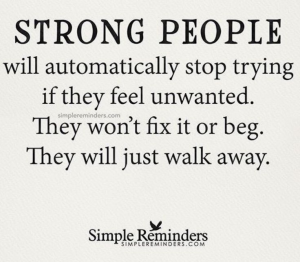 STRONG PEOPLE
will automatically stop trying
if they feel unwanted.
simplereminders.com
They won't fix it or beg.
They will just walk away.
Simple Reminders
SIMPLEREMINDERS.COM